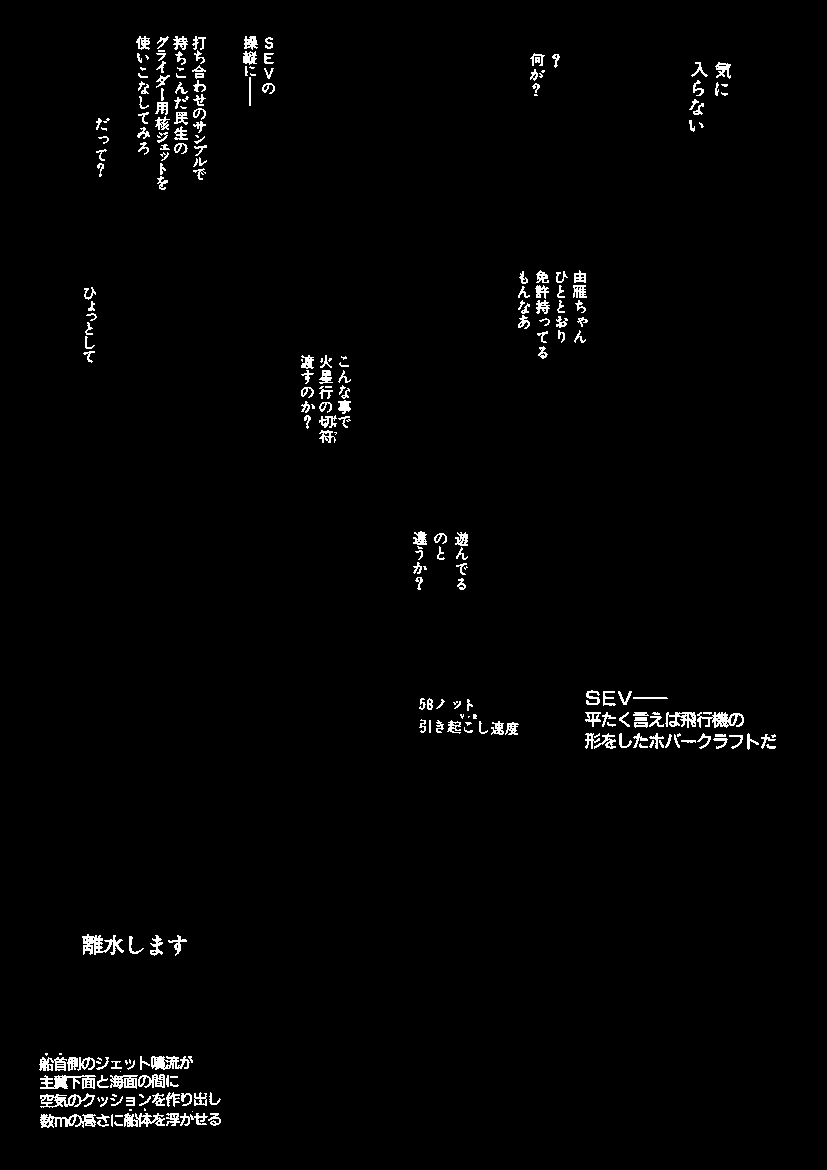 気に
入らない
?
何が?
SEVの
操縦に──
打ち合わせのサンプルで
持ちこんだ民生の
グライダー用核ジェットを
使いこなしてみろ
だって?
由雁ちゃん
ひととおり
免許持ってる
もんなあ
こんな事で
火星行の切符
渡すのか?
ひょっとして
遊んでる
のと
違うか?
SEV──
平たく言えば飛行機の
形をしたホバークラフトだ
58ノット
引き起こし速度
離水します
船首側のジェット噴流が
主翼下面と海面の間に
空気のクッションを作り出し
数mの高さに船体を浮かせる